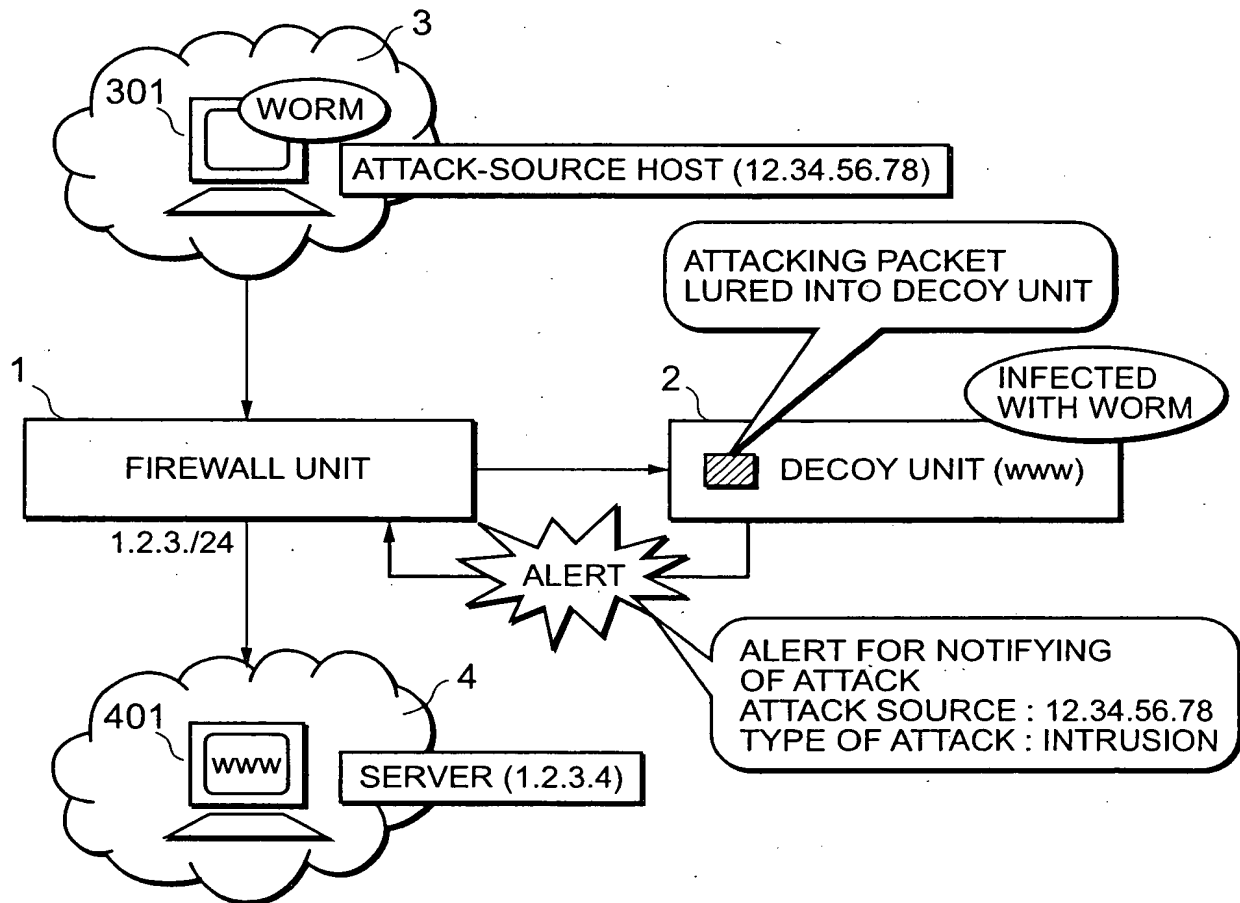 3
301
WORM
ATTACK-SOURCE HOST (12.34.56.78)
ATTACKING PACKET
LURED INTO DECOY UNIT
1
2
INFECTED
WITH WORM
FIREWALL UNIT
DECOY UNIT (www)
1.2.3./24
ALERT
4
401
www
SERVER (1.2.3.4)
ALERT FOR NOTIFYING
OF ATTACK
ATTACK SOURCE : 12.34.56.78
TYPE OF ATTACK : INTRUSION